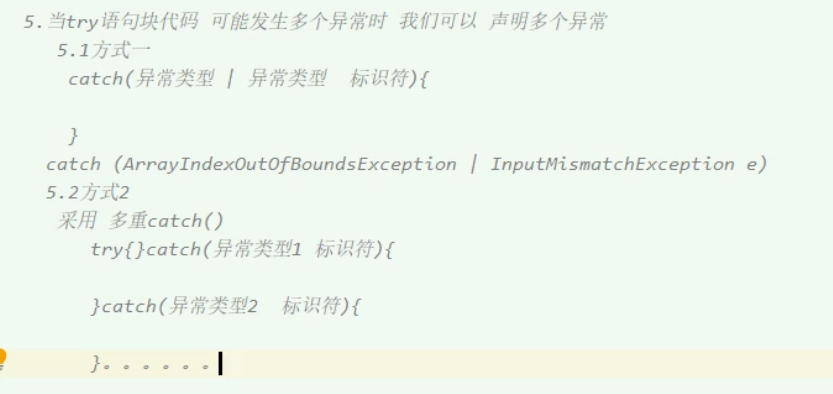 5.当try语句块代码 可能发生多个异常时 我们可以 声明多个异常
5.1方式一
catch(异常类型 | 异常类型  标识符){
}
catch (ArrayIndexOutOfBoundsException | InputMismatchException e)
5.2方式2
采用 多重catch()
try{}catch(异常类型1 标识符){
}catch(异常类型2  标识符){
}。。。。。。